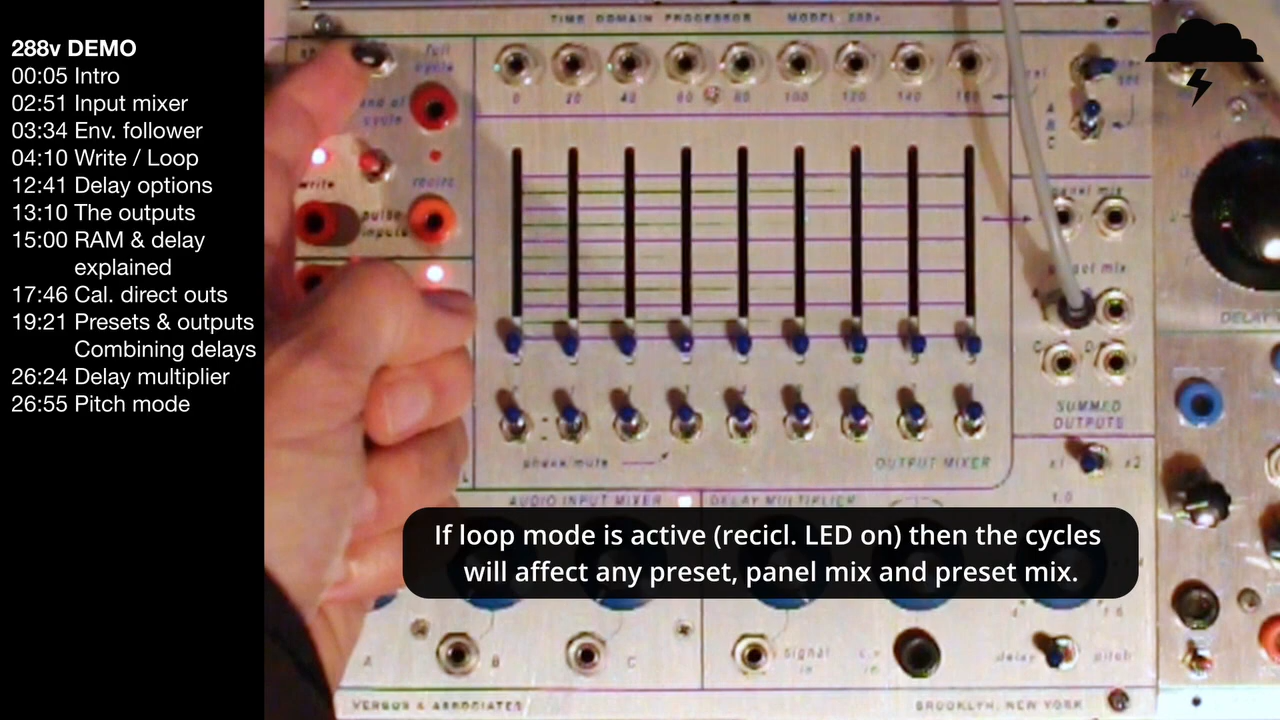 288v DEMO
00:05 Intro
02:51 Input mixer
03:34 Env. follower
04:10 Write / Loop
12:41 Delay options
13:10 The outputs
15:00 RAM & delay
explained
17:46 Cal. direct outs
19:21 Presets & outputs
Combining delays
26:24 Delay multiplier
26:55 Pitch mode
TIME DOMAIN PROCESSOR MODEL 288v
full
cycle
end of
cycle
write
recirc
pulse
inputs
0 20 40 60 80 100 120 140 160
A
B
C
panel mix
preset mix
C D
SUMMED
OUTPUTS
x1 x2
phase/mute
OUTPUT MIXER
AUDIO INPUT MIXER
DELAY MULTIPLIER
1.0
If loop mode is active (recicl. LED on) then the cycles
will affect any preset, panel mix and preset mix.
A B C
signal
in
c.v.
in
delay pitch
VERBOS & ASSOCIATES
BROOKLYN, NEW YORK
DELAY